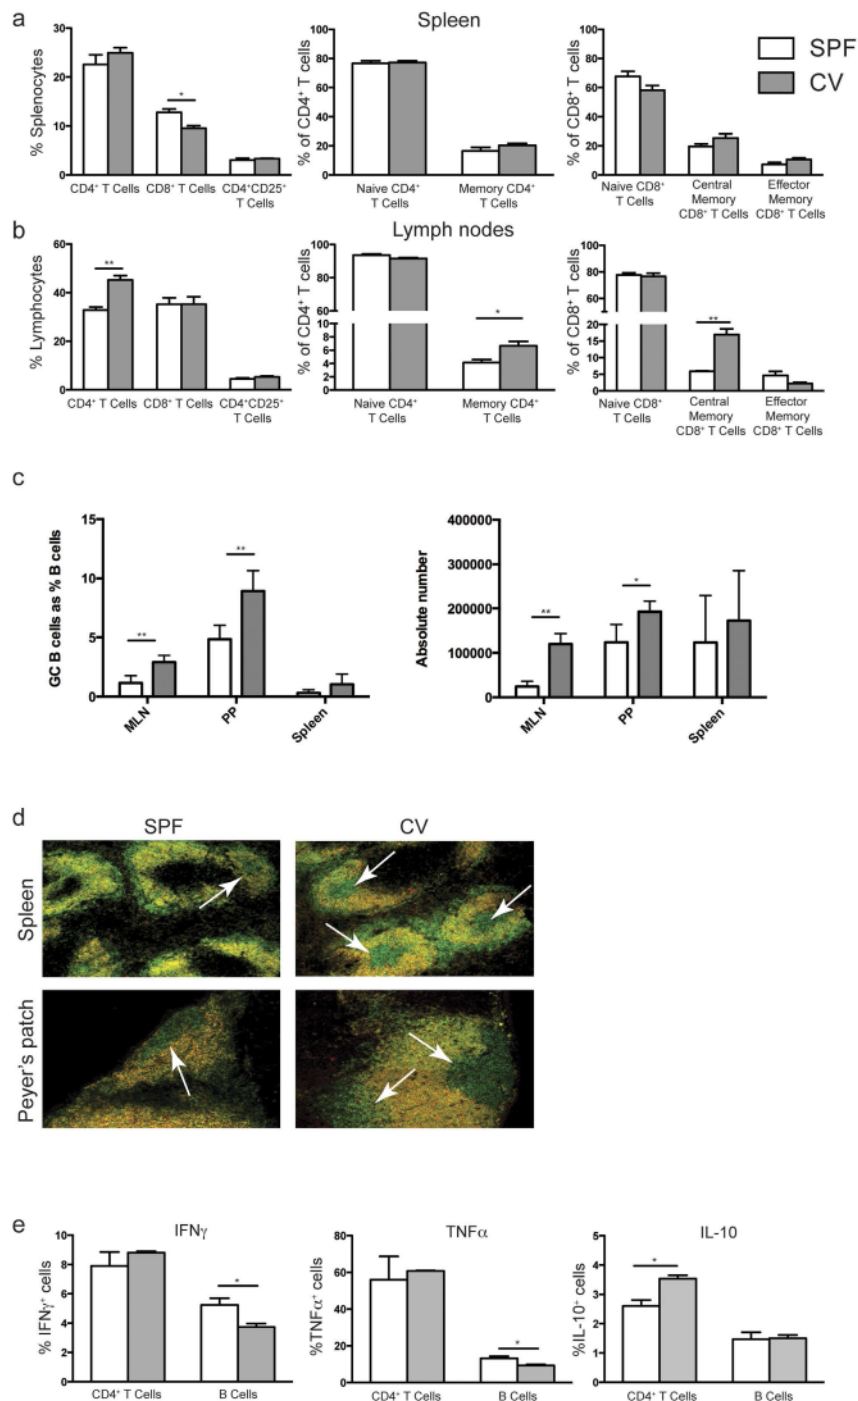 a
Spleen
SPF
CV
% Splenocytes
30
20
10
0
*
CD4⁺ T Cells
CD8⁺ T Cells
CD4⁺CD25⁺
T Cells
% of CD4⁺ T cells
100
80
60
40
20
0
Naive CD4⁺
T Cells
Memory CD4⁺
T Cells
% of CD8⁺ T cells
100
80
60
40
20
0
Naive CD8⁺
T Cells
Central
Memory
CD8⁺ T Cells
Effector
Memory
CD8⁺ T Cells
b
Lymph nodes
% Lymphocytes
60
40
20
0
**
CD4⁺ T Cells
CD8⁺ T Cells
CD4⁺CD25⁺
T Cells
% of CD4⁺ T cells
100
80
60
10
8
6
4
2
0
*
Naive CD4⁺
T Cells
Memory CD4⁺
T Cells
% of CD8⁺ T cells
100
80
60
20
15
10
5
0
**
Naive CD8⁺
T Cells
Central
Memory
CD8⁺ T Cells
Effector
Memory
CD8⁺ T Cells
c
GC B cells as % B cells
15
10
5
0
**
**
MLN
PP
Spleen
Absolute number
400000
300000
200000
100000
0
**
*
MLN
PP
Spleen
d
SPF
CV
Spleen
Peyer's patch
e
IFNγ
% IFNγ⁺ cells
10
8
6
4
2
0
*
CD4⁺ T Cells
B Cells
TNFα
%TNFα⁺ cells
80
60
40
20
0
*
CD4⁺ T Cells
B Cells
IL-10
%IL-10⁺ cells
5
4
3
2
1
0
*
CD4⁺ T Cells
B Cells